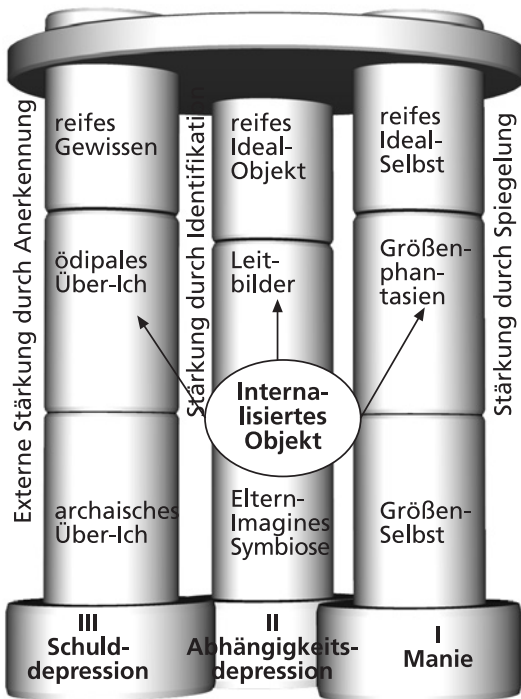 Externe Stärkung durch Anerkennung
reifes
Gewissen
ödipales
Über-Ich
archaisches
Über-Ich
III
Schuld-
depression
Stärkung durch Identifikation
reifes
Ideal-
Objekt
Leit-
bilder
Interna-
lisiertes
Objekt
Eltern-
Imagines
Symbiose
II
Abhängigkeits-
depression
reifes
Ideal-
Selbst
Größen-
phan-
tasien
Größen-
Selbst
I
Manie
Stärkung durch Spiegelung